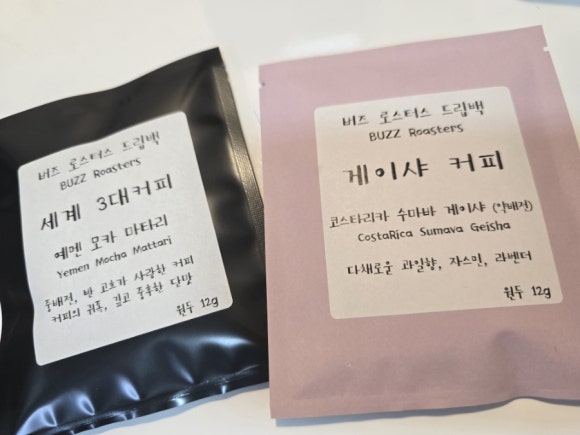 버즈 로스터스 드립백
BUZZ Roasters
세계 3대커피
예멘 모카 마타리
Yemen Mocha Mattari
중배전, 반 고흐가 사랑한 커피
커피의 귀족, 깊고 중후한 단맛
원두 12g
버즈 로스터스 드립백
BUZZ Roasters
게이샤 커피
코스타리카 수마바 게이샤 (약배전)
CostaRica Sumava Geisha
다채로운 과일향, 자스민, 라벤더
원두 12g